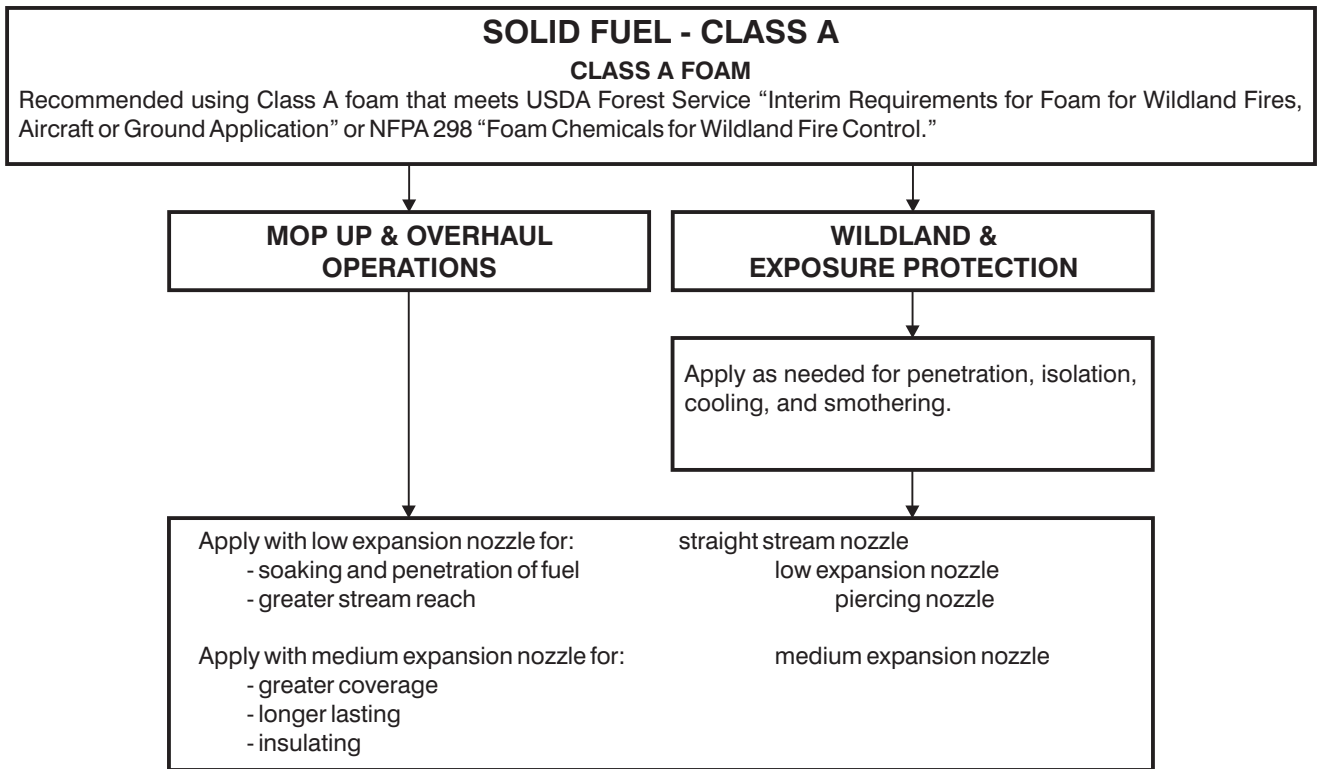 SOLID FUEL - CLASS A
CLASS A FOAM
Recommended using Class A foam that meets USDA Forest Service “Interim Requirements for Foam for Wildland Fires,
Aircraft or Ground Application” or NFPA 298 “Foam Chemicals for Wildland Fire Control.”
MOP UP & OVERHAUL
OPERATIONS
WILDLAND &
EXPOSURE PROTECTION
Apply as needed for penetration, isolation,
cooling, and smothering.
Apply with low expansion nozzle for: straight stream nozzle
- soaking and penetration of fuel low expansion nozzle
- greater stream reach piercing nozzle
Apply with medium expansion nozzle for: medium expansion nozzle
- greater coverage
- longer lasting
- insulating